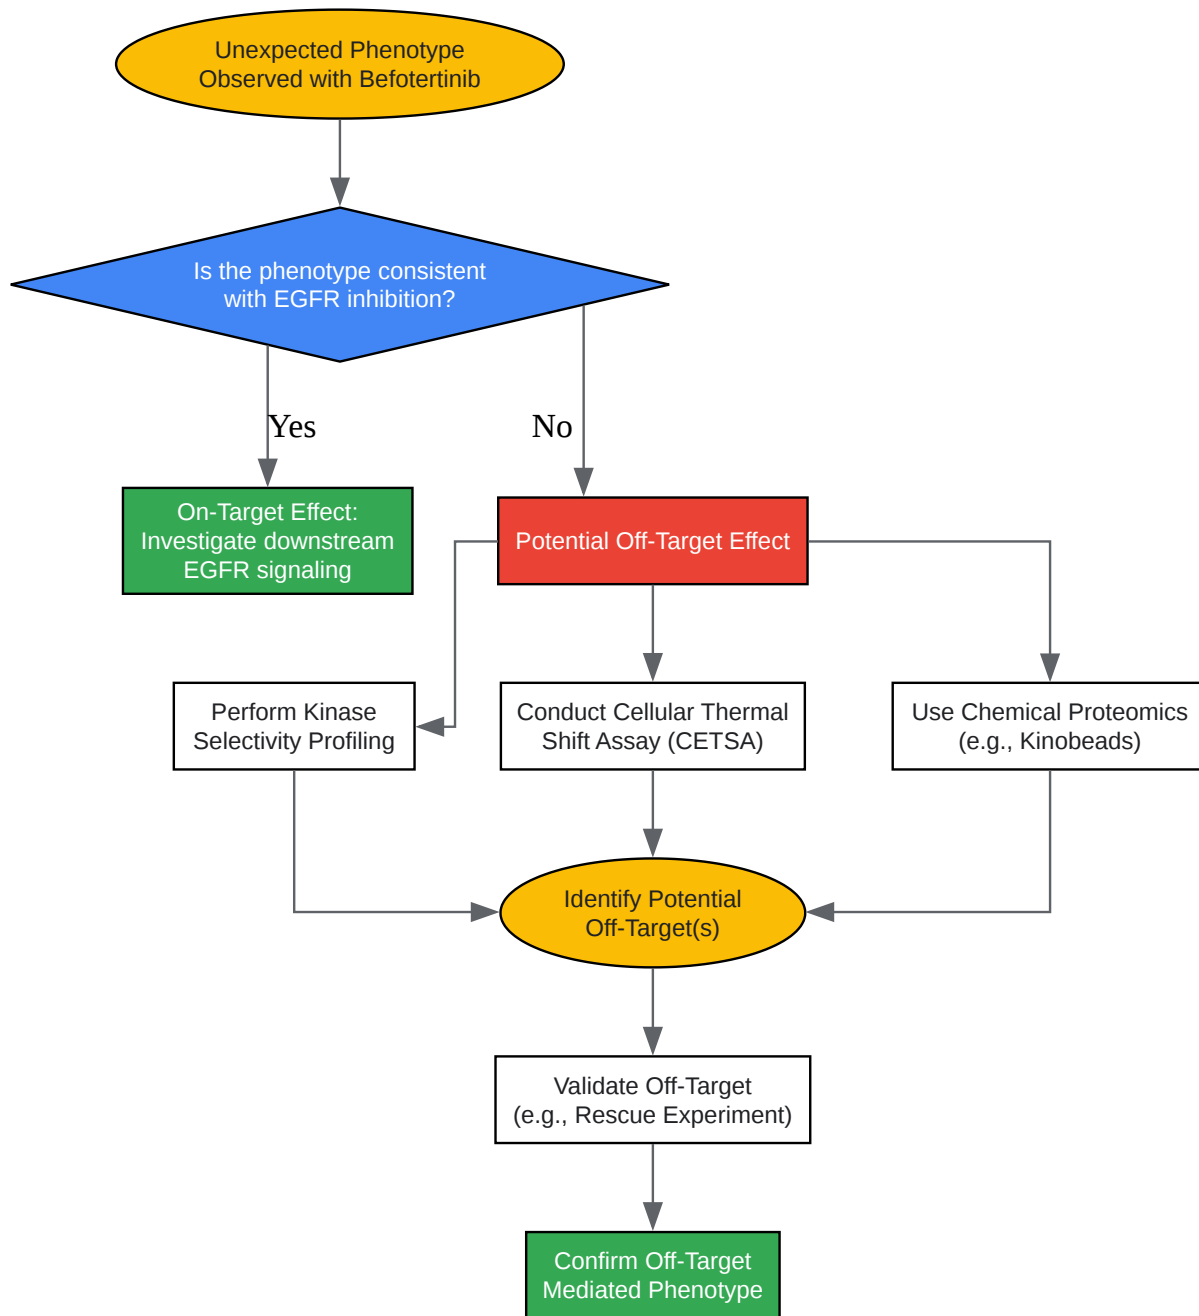 Unexpected Phenotype
Observed with Befotertinib
Is the phenotype consistent
with EGFR inhibition?
Yes
No
On-Target Effect:
Investigate downstream
EGFR signaling
Potential Off-Target Effect
Perform Kinase
Selectivity Profiling
Conduct Cellular Thermal
Shift Assay (CETSA)
Use Chemical Proteomics
(e.g., Kinobeads)
Identify Potential
Off-Target(s)
Validate Off-Target
(e.g., Rescue Experiment)
Confirm Off-Target
Mediated Phenotype